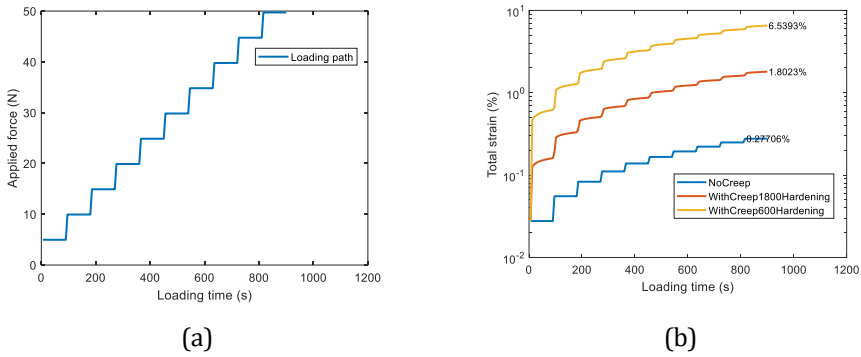 (a)
50
40
30
20
10
0
Applied force (N)
Loading path
0 200 400 600 800 1000 1200
Loading time (s)
(b)
10^1
10^0
10^-1
10^-2
Total strain (%)
6.5393%
1.8023%
0.27706%
NoCreep
WithCreep1800Hardening
WithCreep600Hardening
0 200 400 600 800 1000 1200
Loading time (s)
(a)
(b)